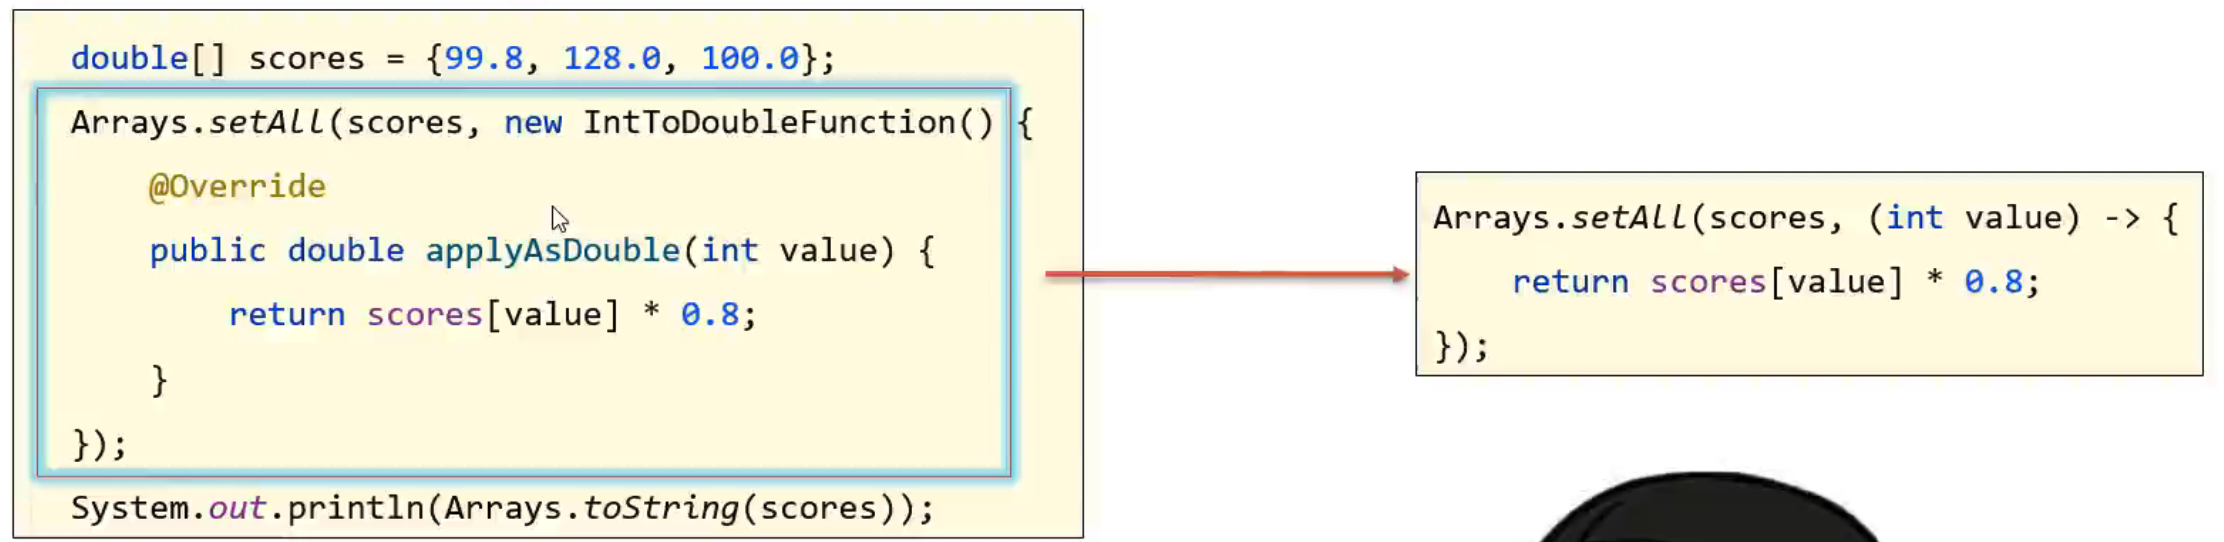 double[] scores = {99.8, 128.0, 100.0};
Arrays.setAll(scores, new IntToDoubleFunction() {
@Override
public double applyAsDouble(int value) {
return scores[value] * 0.8;
}
});
System.out.println(Arrays.toString(scores));
Arrays.setAll(scores, (int value) -> {
return scores[value] * 0.8;
});